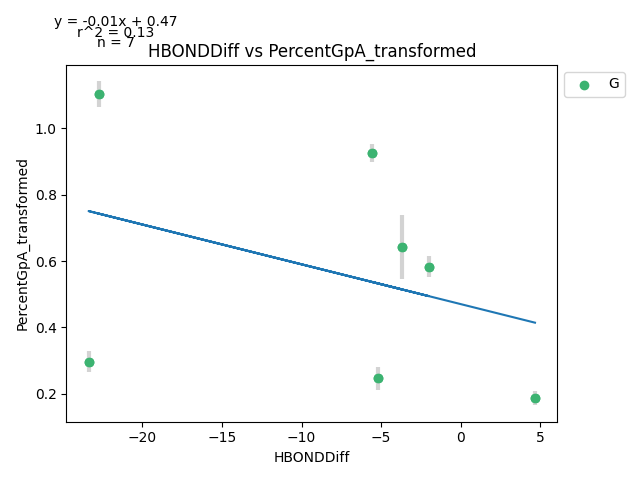 y = -0.01x + 0.47
r^2 = 0.13
n = 7
HBONDDiff vs PercentGpA_transformed
G
PercentGpA_transformed
1.0
0.8
0.6
0.4
0.2
−20
−15
−10
−5
0
5
HBONDDiff